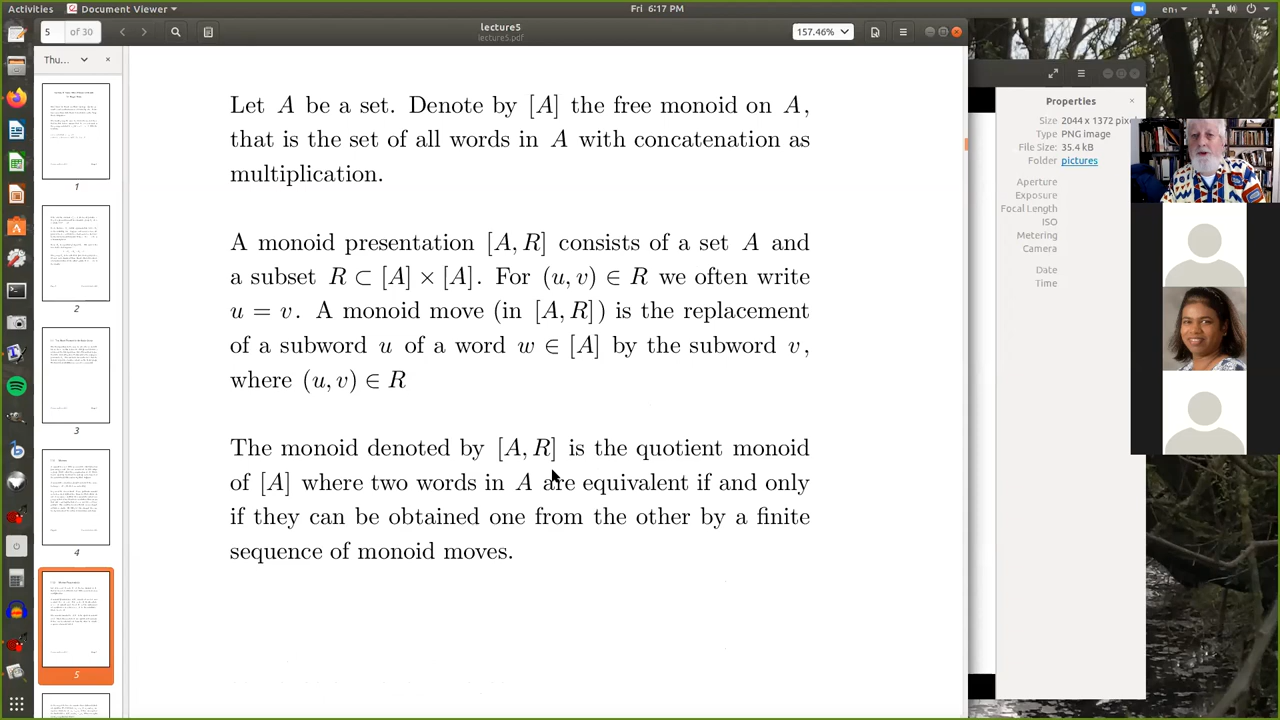 Activities
Document Viewer
Fri 6:17 PM
en₁
5 of 30
lecture5
lecture5.pdf
157.46%
Thu...
1
2
3
4
5
Let A be a set. Denote by [A] the free monoid on A,
that is the set of all words in A with concatenation as
multiplication.
A monoid presentation A, R] consists of a set A and
a subset R ⊂ [A] × [A]. For (u, v) ∈ R we often write
u = v. A monoid move (in [A, R]) is the replacement
of a subword u of a word v ∈ [A] by the subword v,
where (u, v) ∈ R
The monoid denoted by [A, R] is the quotient monoid
f [A] where two words in A are equivalent if and only
if they can be obtained one from the other by a finite
sequence of monoid moves.
Properties
Size 2044 x 1372 pixe
Type PNG image
File Size: 35.4 kB
Folder pictures
Aperture
Exposure
Focal Length
ISO
Metering
Camera
Date
Time